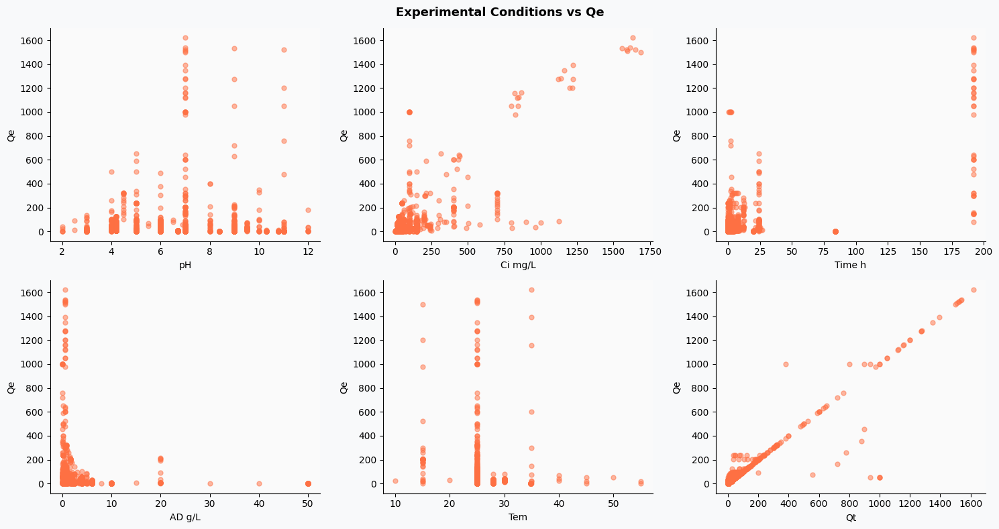 Experimental Conditions vs Qe
1600
1400
1200
1000
800
600
400
200
0
Qe
2 4 6 8 10 12
pH
1600
1400
1200
1000
800
600
400
200
0
Qe
0 250 500 750 1000 1250 1500 1750
Ci mg/L
1600
1400
1200
1000
800
600
400
200
0
Qe
0 25 50 75 100 125 150 175 200
Time h
1600
1400
1200
1000
800
600
400
200
0
Qe
0 10 20 30 40 50
AD g/L
1600
1400
1200
1000
800
600
400
200
0
Qe
10 20 30 40 50
Tem
1600
1400
1200
1000
800
600
400
200
0
Qe
0 200 400 600 800 1000 1200 1400 1600
Qt